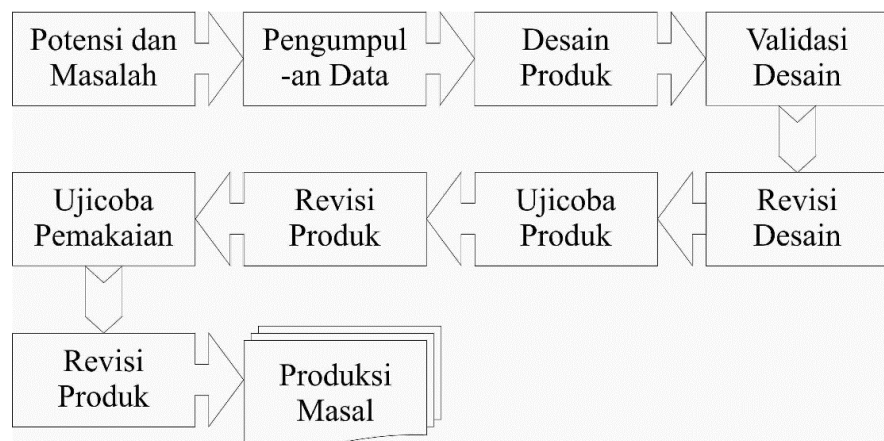 Potensi dan
Masalah
Pengumpul
-an Data
Desain
Produk
Validasi
Desain
Revisi
Desain
Ujicoba
Produk
Revisi
Produk
Ujicoba
Pemakaian
Revisi
Produk
Produksi
Masal